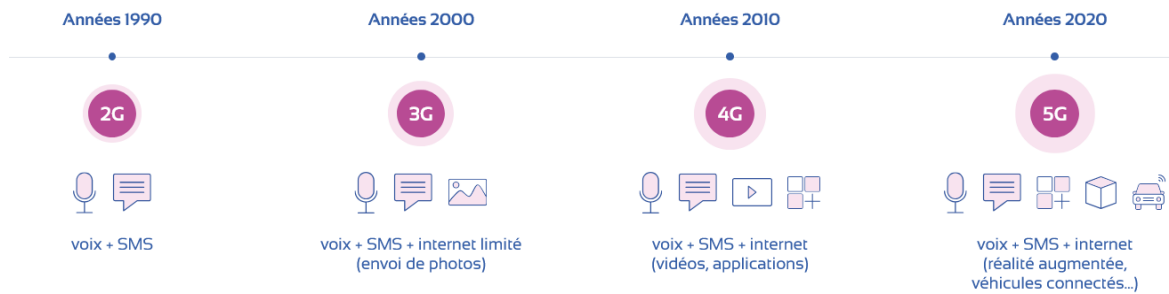 Années 1990
Années 2000
Années 2010
Années 2020
2G
3G
4G
5G
voix + SMS
voix + SMS + internet limité
(envoi de photos)
voix + SMS + internet
(vidéos, applications)
voix + SMS + internet
(réalité augmentée,
véhicules connectés...)